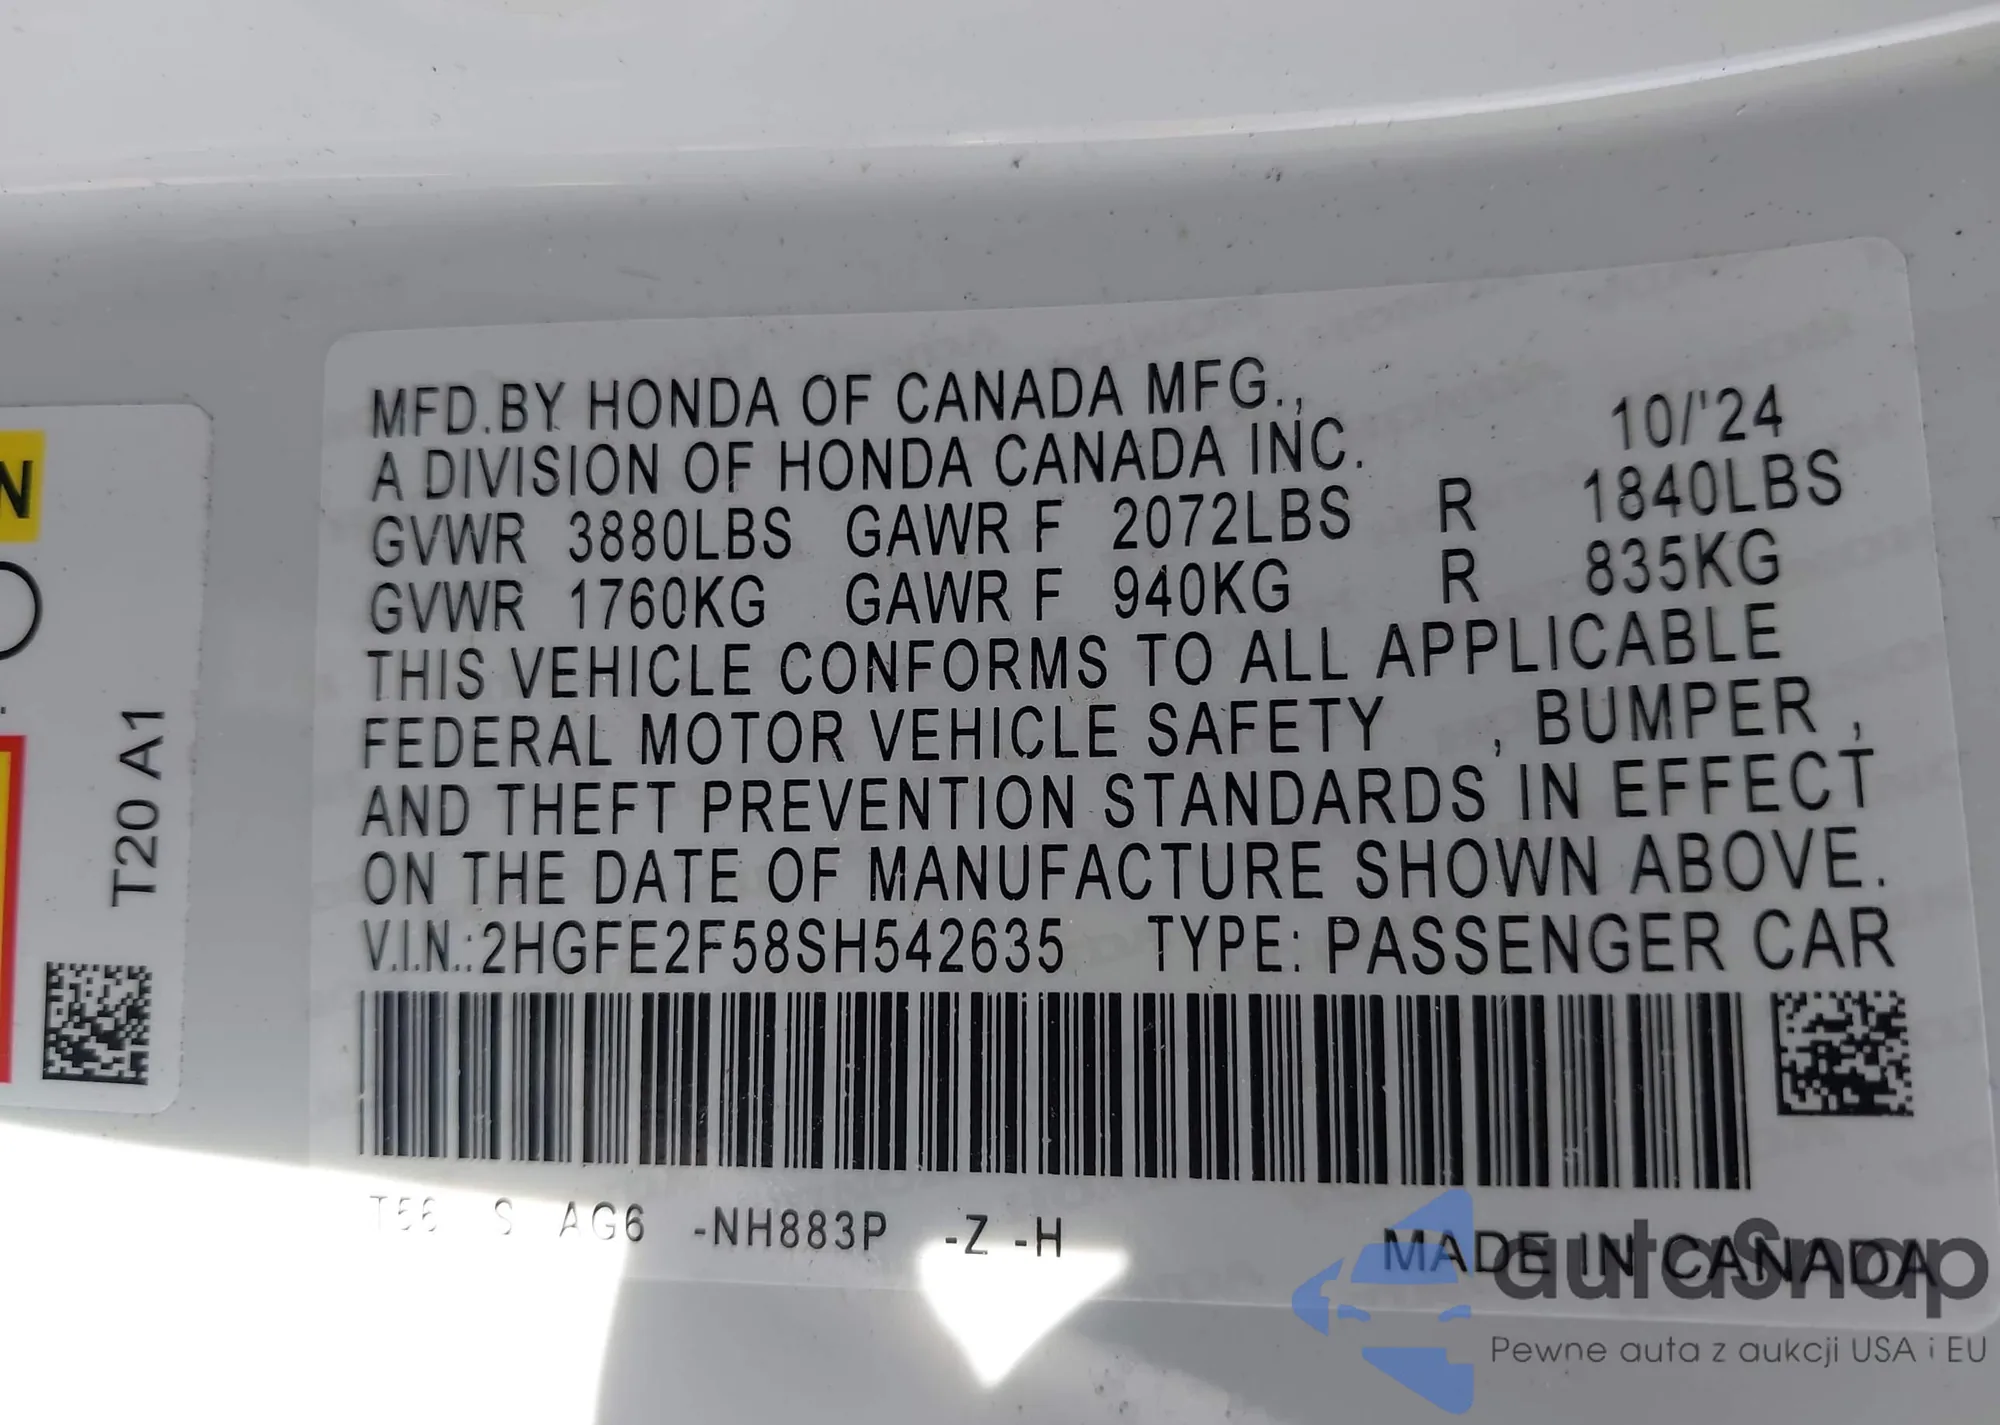 N
T20 A1
MFD.BY HONDA OF CANADA MFG.,
A DIVISION OF HONDA CANADA INC. 10/'24
GVWR 3880LBS GAWR F 2072LBS R 1840LBS
GVWR 1760KG GAWR F 940KG R 835KG
THIS VEHICLE CONFORMS TO ALL APPLICABLE
FEDERAL MOTOR VEHICLE SAFETY , BUMPER ,
AND THEFT PREVENTION STANDARDS IN EFFECT
ON THE DATE OF MANUFACTURE SHOWN ABOVE.
V.I.N.:2HGFE2F58SH542635 TYPE: PASSENGER CAR
T56 S AG6 -NH883P -Z -H
MADE IN CANADA
autosnap
Pewne auta z aukcji USA i EU